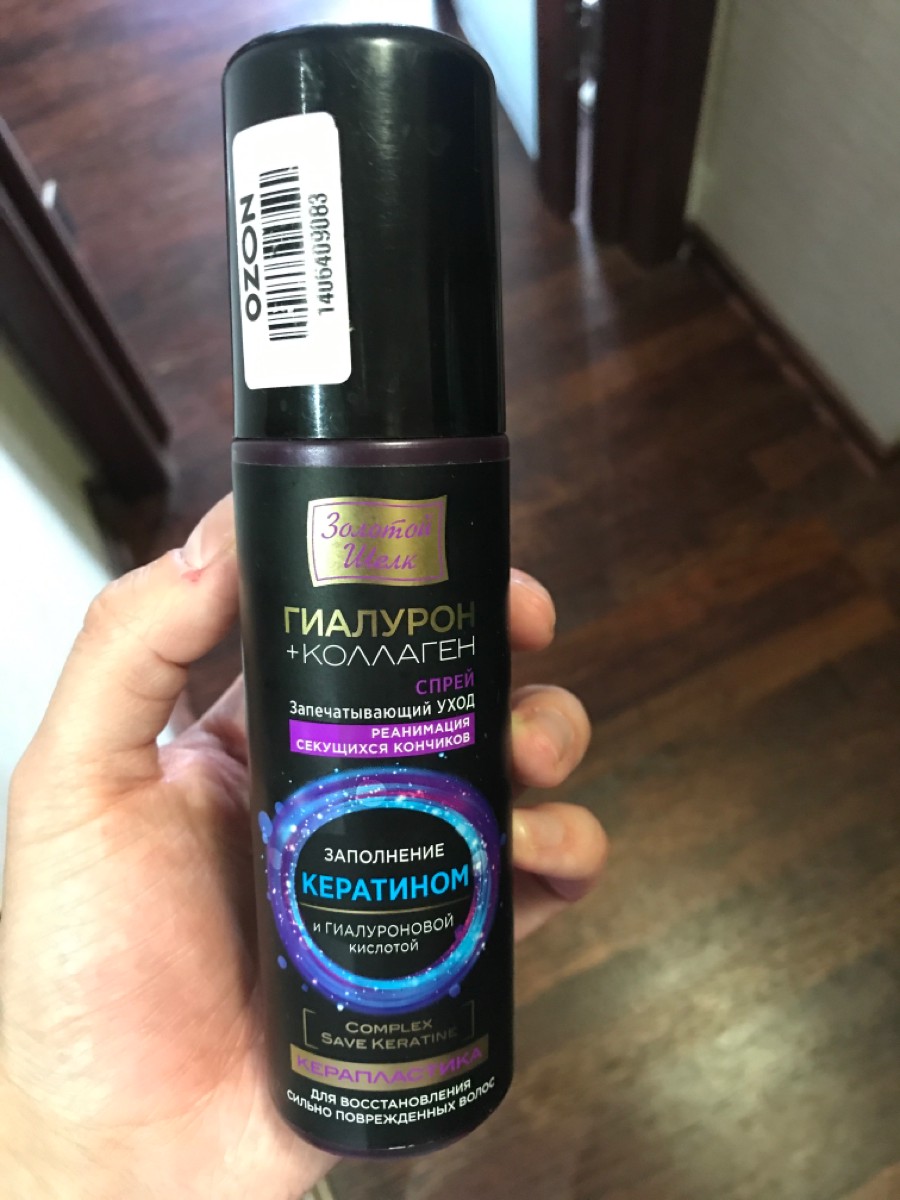 OZON
1406409083
Золотой
Шелк
ГИАЛУРОН
+КОЛЛАГЕН
СПРЕЙ
Запечатывающий УХОД
РЕАНИМАЦИЯ
СЕКУЩИХСЯ КОНЧИКОВ
ЗАПОЛНЕНИЕ
КЕРАТИНОМ
и ГИАЛУРОНОВОЙ
кислотой
COMPLEX
SAVE KERATINE
КЕРАПЛАСТИКА
ДЛЯ ВОССТАНОВЛЕНИЯ
СИЛЬНО ПОВРЕЖДЕННЫХ ВОЛОС